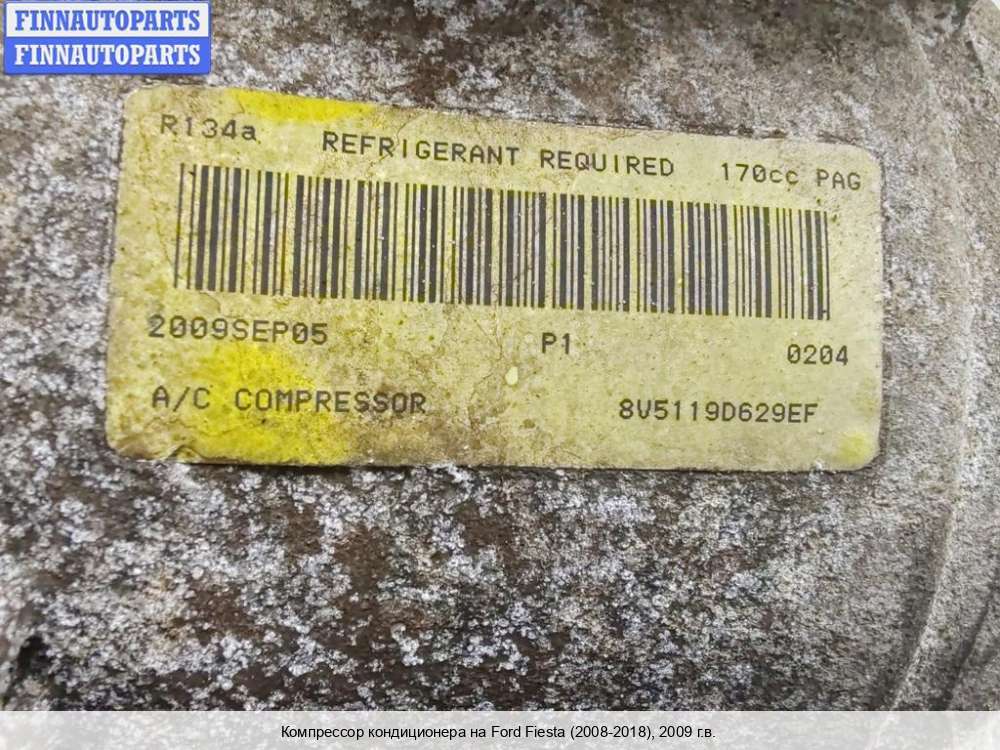 FINNAUTOPARTS
FINNAUTOPARTS
R134a REFRIGERANT REQUIRED 170cc PAG
2009SEP05 P1 0204
A/C COMPRESSOR 8V5119D629EF
Компрессор кондиционера на Ford Fiesta (2008-2018), 2009 г.в.